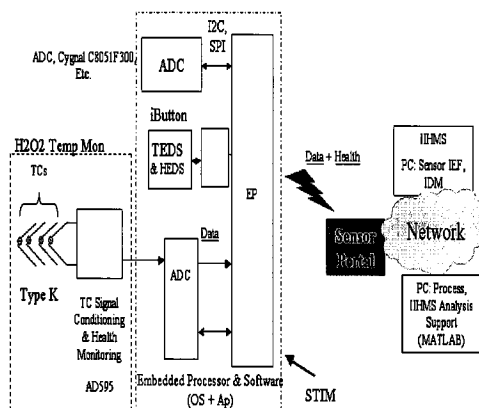 I2C,
SPI
ADC, Cygnal C8051F300,
Etc.
ADC
iButton
TEDS
& HEDS
H2O2 Temp Mon
TCs
Type K
TC Signal
Conditioning
& Health
Monitoring
AD595
Data
ADC
EP
Embedded Processor & Software
(OS + Ap)
STIM
Data + Health
Sensor
Portal
IIHMS
PC: Sensor IEF,
IDM
Network
PC: Process,
IIHMS Analysis
Support
(MATLAB)